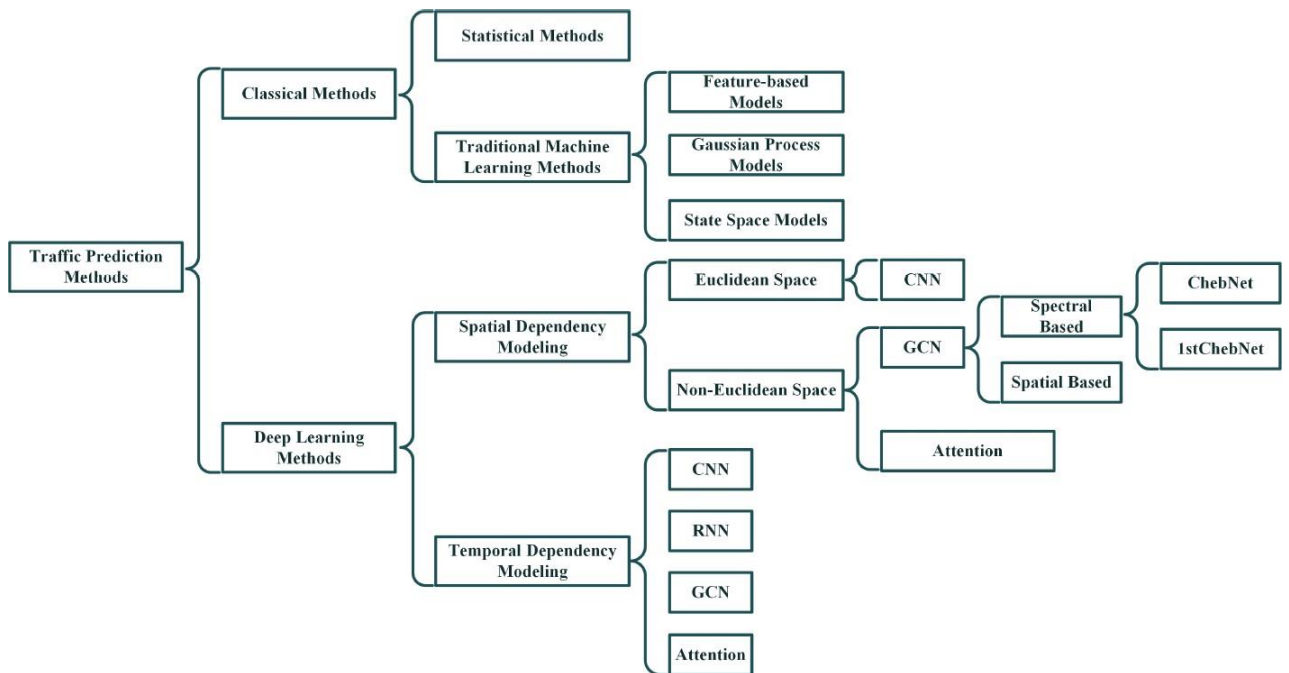 Traffic Prediction
Methods
Classical Methods
Statistical Methods
Traditional Machine
Learning Methods
Feature-based
Models
Gaussian Process
Models
State Space Models
Deep Learning
Methods
Spatial Dependency
Modeling
Euclidean Space
CNN
Non-Euclidean Space
GCN
Spectral
Based
ChebNet
1stChebNet
Spatial Based
Attention
Temporal Dependency
Modeling
CNN
RNN
GCN
Attention